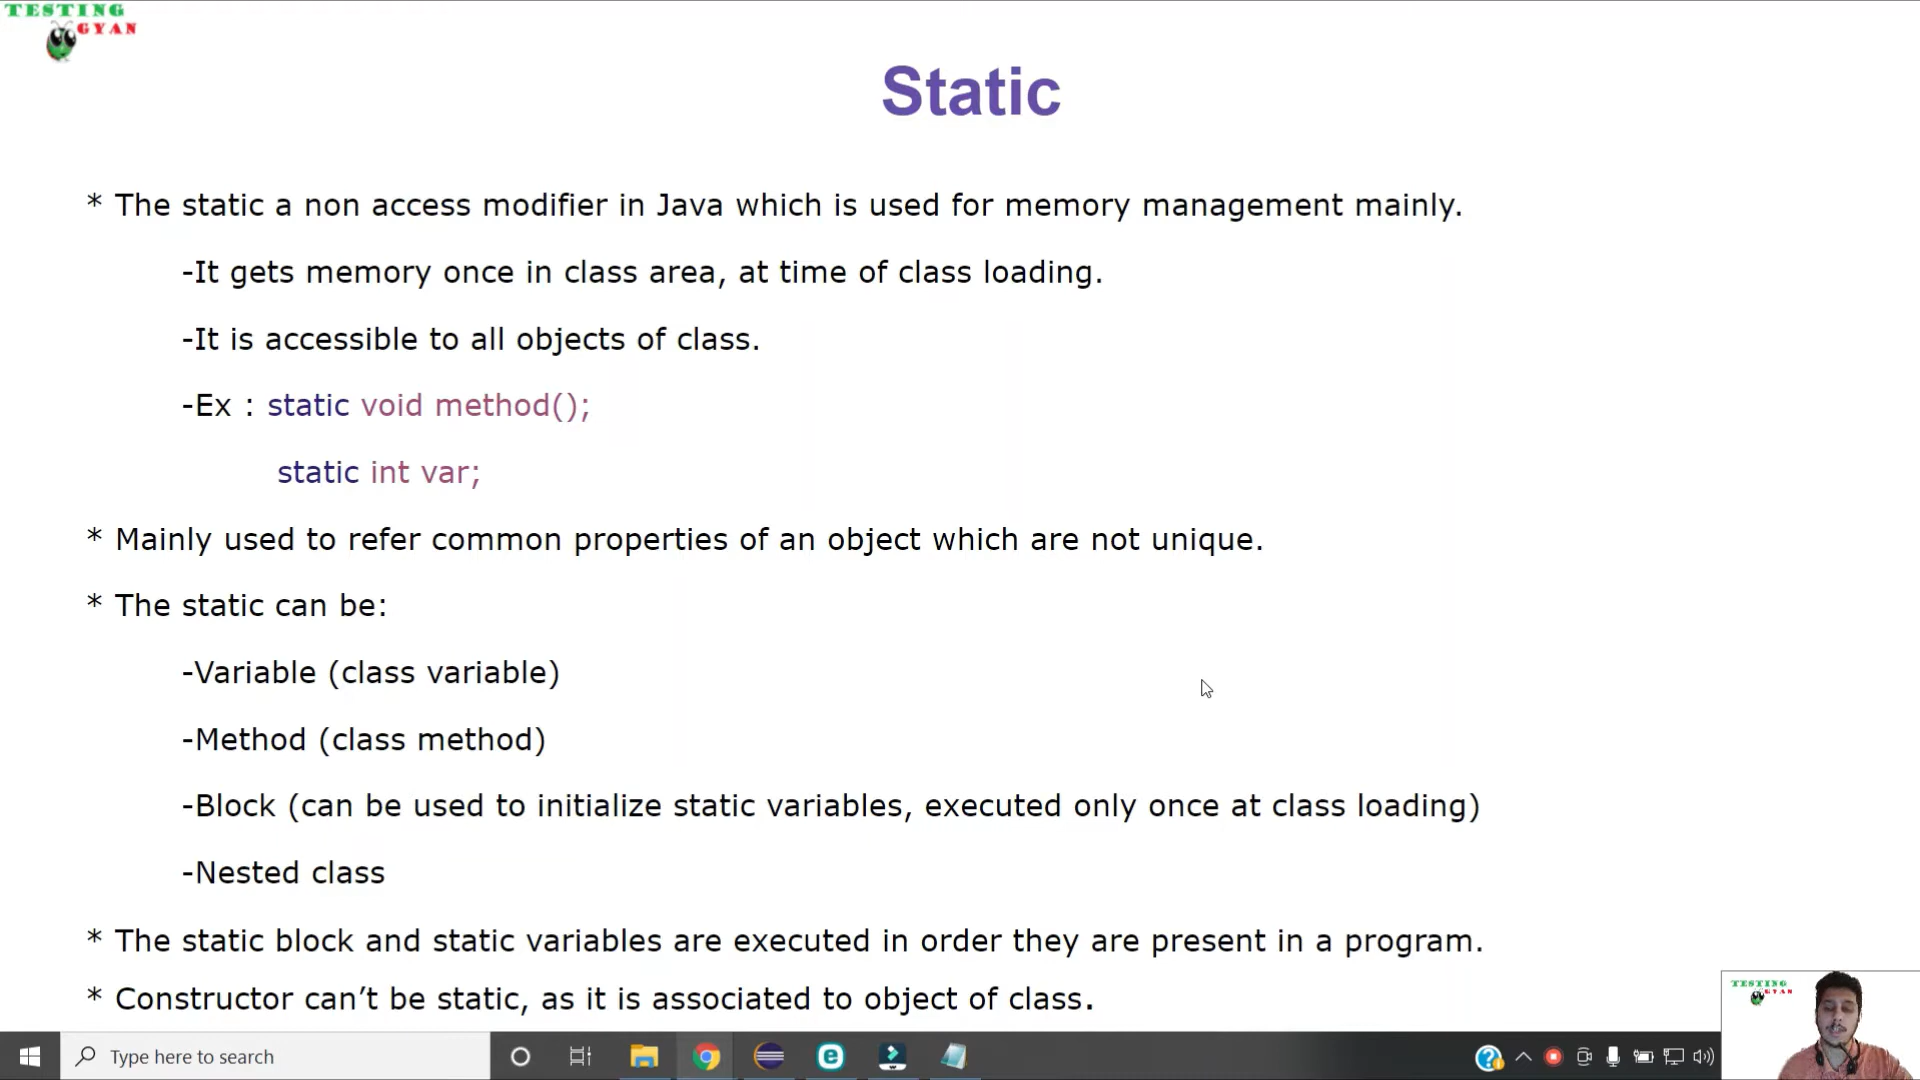 TESTING
GYAN
Static
* The static a non access modifier in Java which is used for memory management mainly.
-It gets memory once in class area, at time of class loading.
-It is accessible to all objects of class.
-Ex : static void method();
static int var;
* Mainly used to refer common properties of an object which are not unique.
* The static can be:
-Variable (class variable)
-Method (class method)
-Block (can be used to initialize static variables, executed only once at class loading)
-Nested class
* The static block and static variables are executed in order they are present in a program.
* Constructor can’t be static, as it is associated to object of class.
TESTING
GYAN
Type here to search